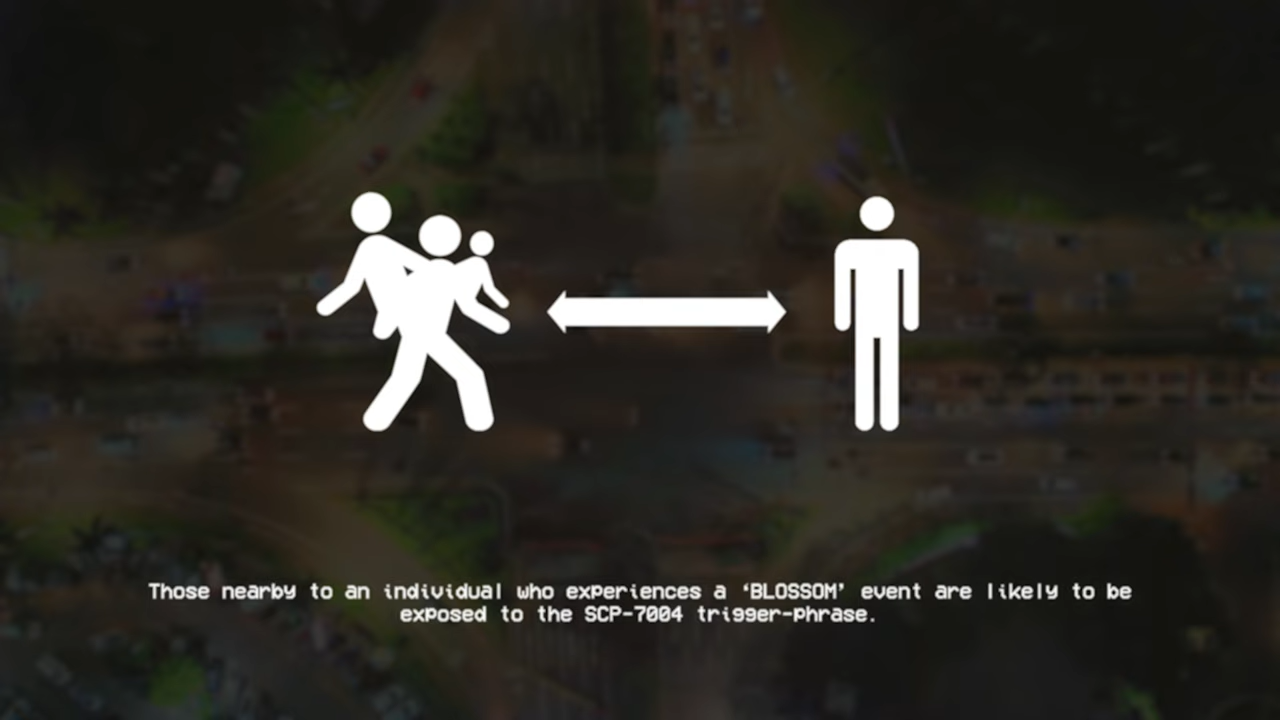 Those nearby to an individual who experiences a ‘BLOSSOM’ event are likely to be
exposed to the SCP-7004 trigger-phrase.